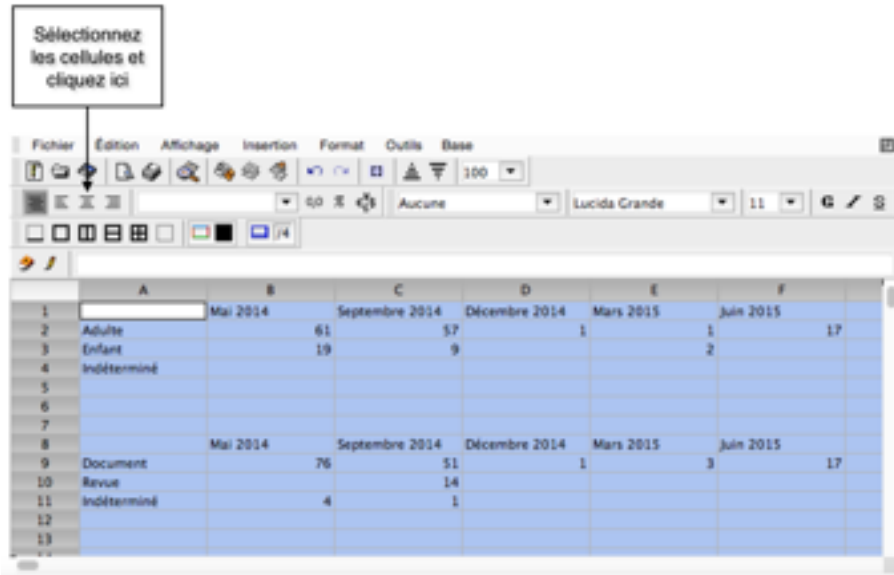 Sélectionnez
les cellules et
cliquez ici
Fichier Édition Affichage Insertion Format Outils Base
100
0,0 % Aucune Lucida Grande 11 G I S
A B C D E F
1 Mai 2014 Septembre 2014 Décembre 2014 Mars 2015 Juin 2015
2 Adulte 61 57 1 1 17
3 Enfant 19 9 2
4 Indéterminé
5
6
7
8 Mai 2014 Septembre 2014 Décembre 2014 Mars 2015 Juin 2015
9 Document 76 51 1 3 17
10 Revue 14
11 Indéterminé 4 1
12
13